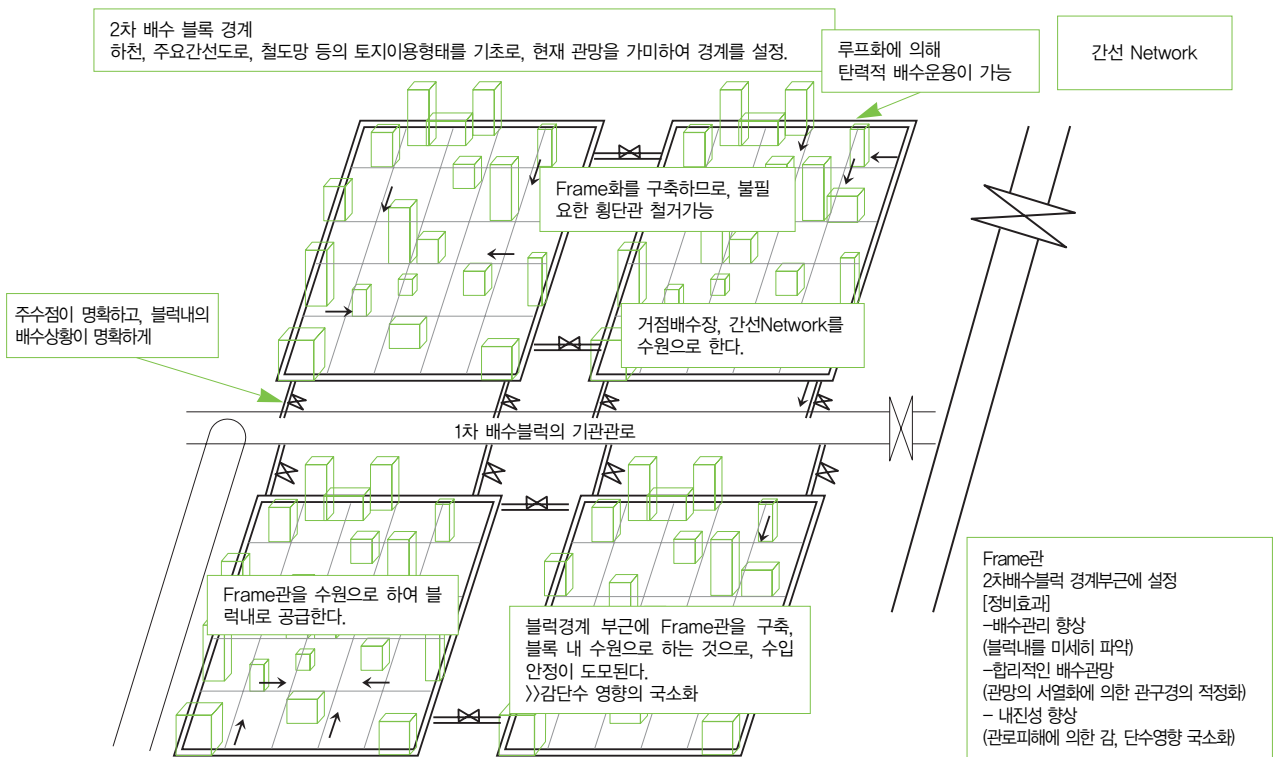 2차 배수 블록 경계
하천, 주요간선도로, 철도망 등의 토지이용형태를 기초로, 현재 관망을 가미하여 경계를 설정.
루프화에 의해
탄력적 배수운용이 가능
간선 Network
Frame화를 구축하므로, 불필
요한 횡단관 철거가능
주수점이 명확하고, 블럭내의
배수상황이 명확하게
거점배수장, 간선Network를
수원으로 한다.
1차 배수블럭의 기관관로
Frame관을 수원으로 하여 블
럭내로 공급한다.
블럭경계 부근에 Frame관을 구축,
블록 내 수원으로 하는 것으로, 수입
안정이 도모된다.
>>감단수 영향의 국소화
Frame관
2차배수블럭 경계부근에 설정
[정비효과]
-배수관리 향상
(블럭내를 미세히 파악)
-합리적인 배수관망
(관망의 서열화에 의한 관구경의 적정화)
- 내진성 향상
(관로피해에 의한 감, 단수영향 국소화)